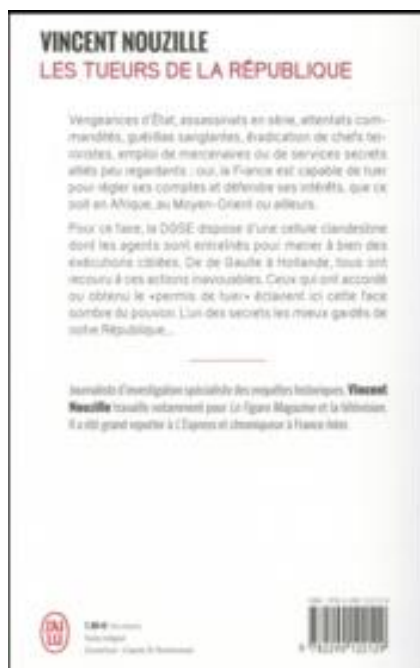 VINCENT NOUZILLE
LES TUEURS DE LA RÉPUBLIQUE
Vengeances d'État, assassinats en série, attentats com-
mandités, guérillas sanglantes, éradication de chefs ter-
roristes, emploi de mercenaires ou de services secrets
alliés peu regardants : oui, la France est capable de tuer
pour régler ses comptes et défendre ses intérêts, que ce
soit en Afrique, au Moyen-Orient ou ailleurs.
Pour ce faire, la DGSE dispose d'une cellule clandestine
dont les agents sont entraînés pour mener à bien des
exécutions ciblées. De de Gaulle à Hollande, tous ont
recouru à ces actions inavouables. Ceux qui ont accordé
ou obtenu le «permis de tuer» éclairent ici cette face
sombre du pouvoir. L'un des secrets les mieux gardés de
notre République...
Journaliste d'investigation spécialiste des enquêtes historiques, Vincent
Nouzille travaille notamment pour Le Figaro Magazine et la télévision.
Il a été grand reporter à L'Express et chroniqueur à France Inter.
J'AI LU
Texte intégral